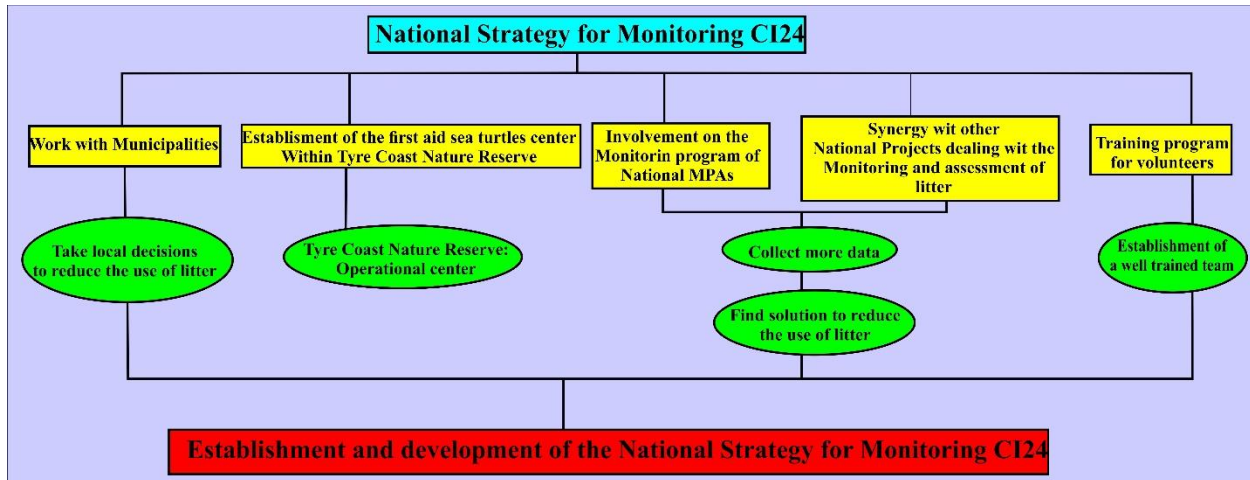 National Strategy for Monitoring CI24
Work with Municipalities
Establisment of the first aid sea turtles center
Within Tyre Coast Nature Reserve
Involvement on the
Monitorin program of
National MPAs
Synergy wit other
National Projects dealing wit the
Monitoring and assessment of
litter
Training program
for volunteers
Take local decisions
to reduce the use of litter
Tyre Coast Nature Reserve:
Operational center
Collect more data
Find solution to reduce
the use of litter
Establishment of
a well trained team
Establishment and development of the National Strategy for Monitoring CI24